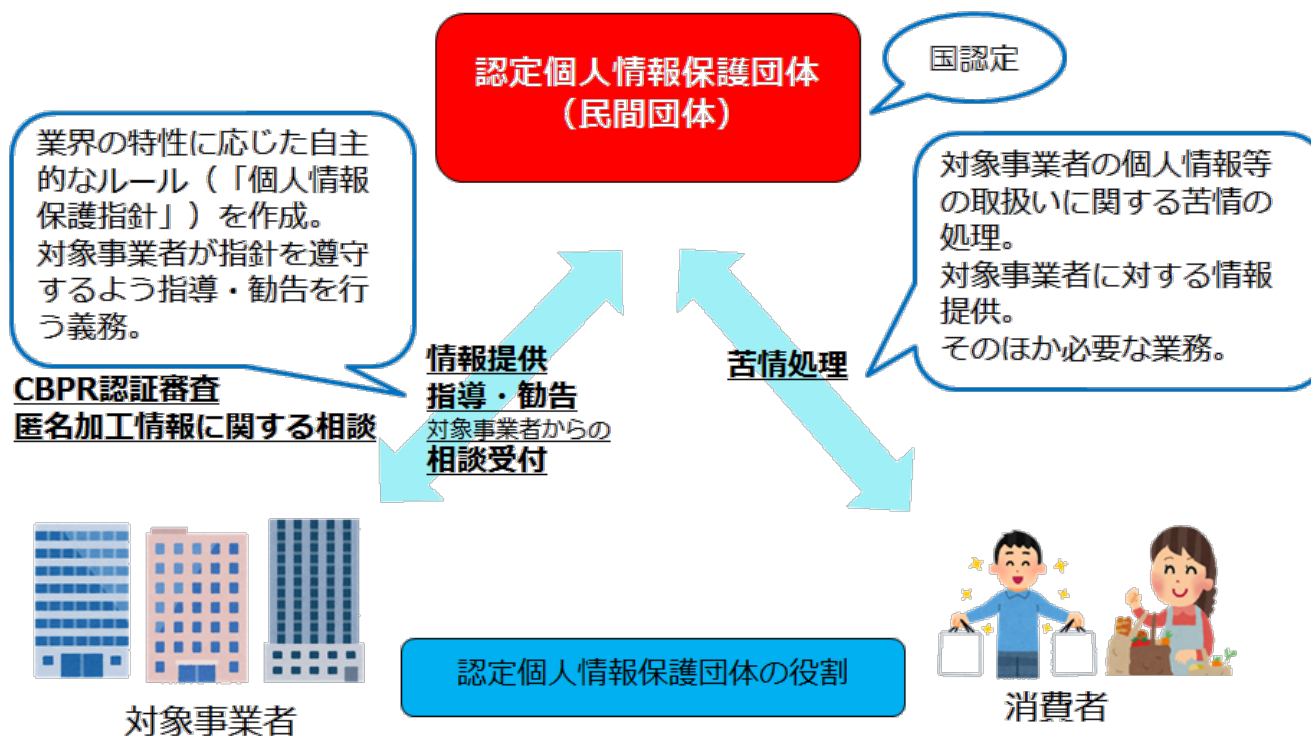 認定個人情報保護団体
（民間団体）
国認定
業界の特性に応じた自主
的なルール（「個人情報
保護指針」）を作成。
対象事業者が指針を遵守
するよう指導・勧告を行
う義務。
対象事業者の個人情報等
の取扱いに関する苦情の
処理。
対象事業者に対する情報
提供。
そのほか必要な業務。
CBPR認証審査
匿名加工情報に関する相談
情報提供
指導・勧告
対象事業者からの
相談受付
苦情処理
対象事業者
認定個人情報保護団体の役割
消費者